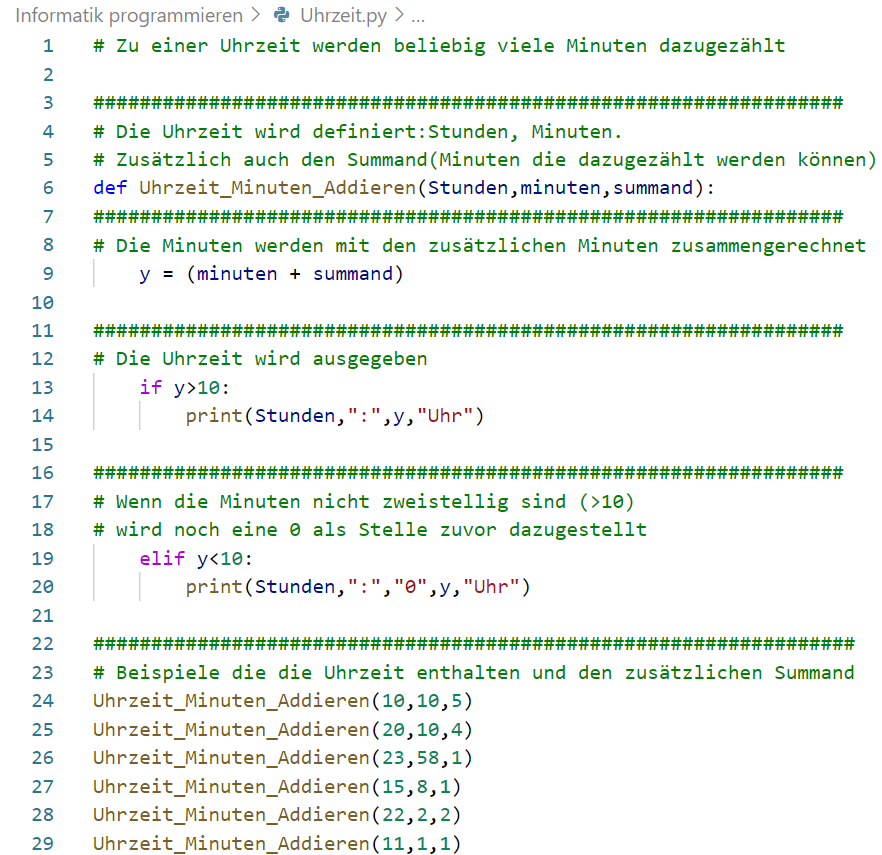 Informatik programmieren > Uhrzeit.py > ...
1 # Zu einer Uhrzeit werden beliebig viele Minuten dazugezählt
2
3 #################################################################
4 # Die Uhrzeit wird definiert:Stunden, Minuten.
5 # Zusätzlich auch den Summand(Minuten die dazugezählt werden können)
6 def Uhrzeit_Minuten_Addieren(Stunden,minuten,summand):
7 #################################################################
8 # Die Minuten werden mit den zusätzlichen Minuten zusammengerechnet
9     y = (minuten + summand)
10
11 #################################################################
12 # Die Uhrzeit wird ausgegeben
13     if y>10:
14         print(Stunden,":",y,"Uhr")
15
16 #################################################################
17 # Wenn die Minuten nicht zweistellig sind (>10)
18 # wird noch eine 0 als Stelle zuvor dazugestellt
19     elif y<10:
20         print(Stunden,":","0",y,"Uhr")
21
22 ##################################################################
23 # Beispiele die die Uhrzeit enthalten und den zusätzlichen Summand
24 Uhrzeit_Minuten_Addieren(10,10,5)
25 Uhrzeit_Minuten_Addieren(20,10,4)
26 Uhrzeit_Minuten_Addieren(23,58,1)
27 Uhrzeit_Minuten_Addieren(15,8,1)
28 Uhrzeit_Minuten_Addieren(22,2,2)
29 Uhrzeit_Minuten_Addieren(11,1,1)